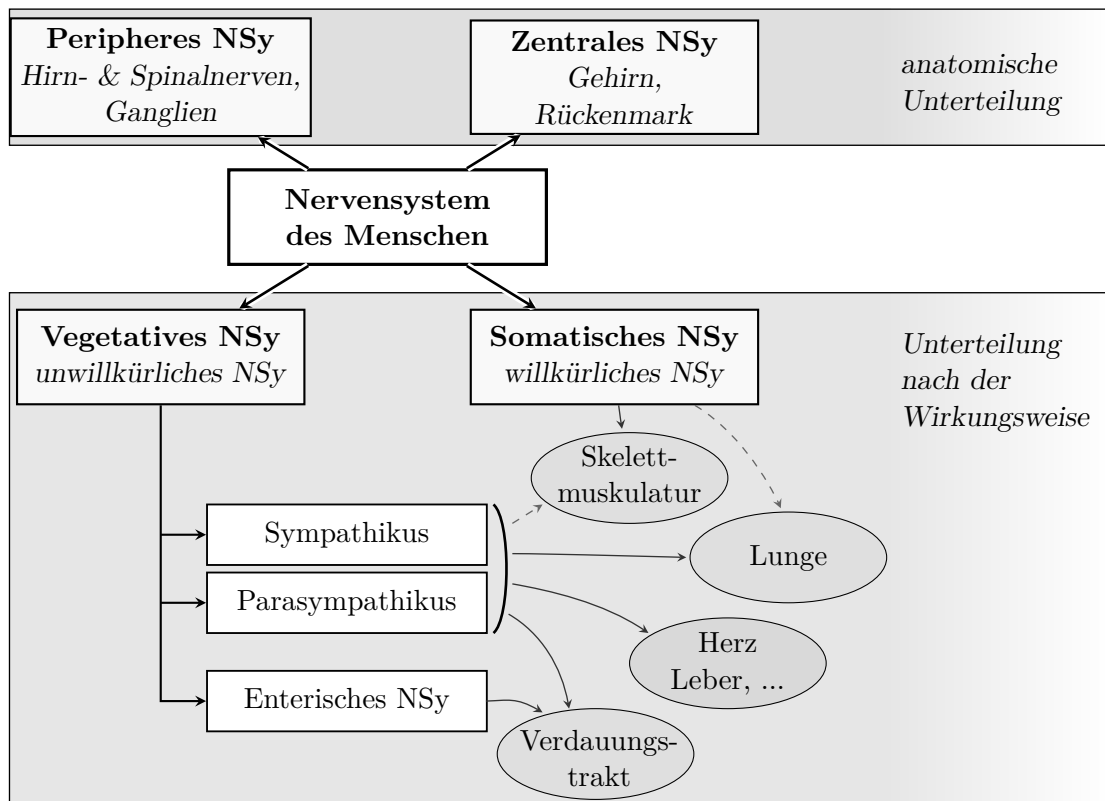 Peripheres NSy
Hirn- & Spinalnerven,
Ganglien
Zentrales NSy
Gehirn,
Rückenmark
anatomische
Unterteilung
Nervensystem
des Menschen
Vegetatives NSy
unwillkürliches NSy
Somatisches NSy
willkürliches NSy
Unterteilung
nach der
Wirkungsweise
Skelett-
muskulatur
Sympathikus
Lunge
Parasympathikus
Herz
Leber, ...
Enterisches NSy
Verdauungs-
trakt